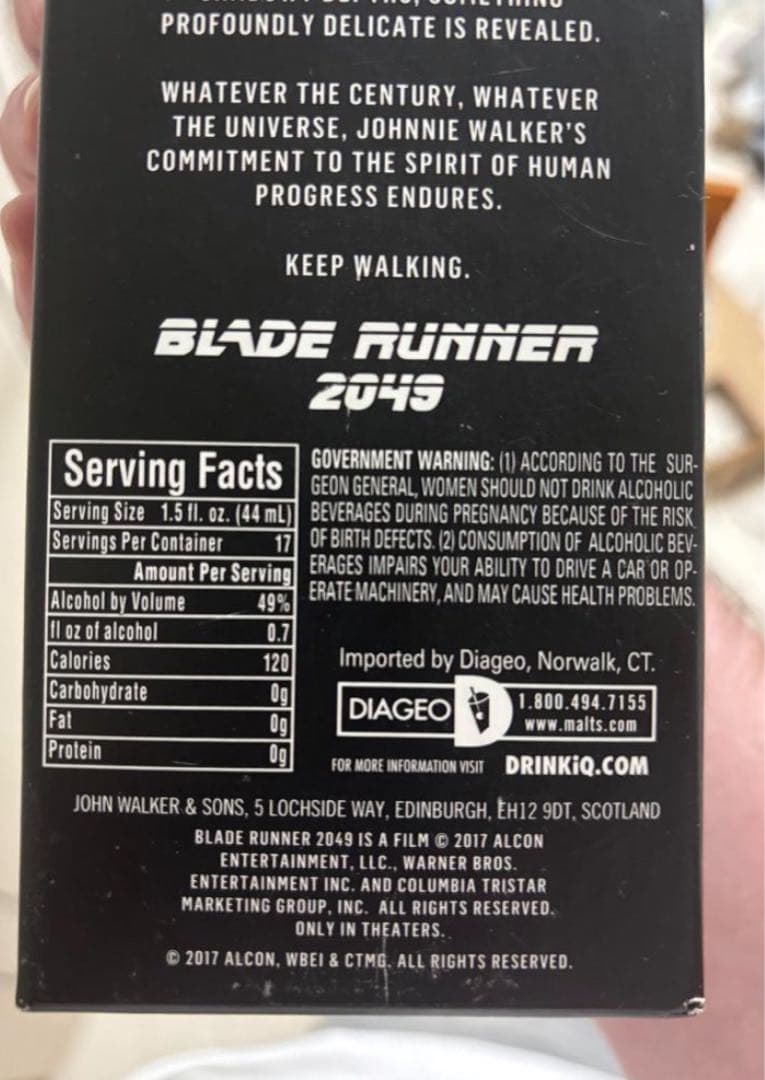 PROFOUNDLY DELICATE IS REVEALED.
WHATEVER THE CENTURY, WHATEVER
THE UNIVERSE, JOHNNIE WALKER'S
COMMITMENT TO THE SPIRIT OF HUMAN
PROGRESS ENDURES.
KEEP WALKING.
BLADE RUNNER
2049
Serving Facts
Serving Size 1.5 fl. oz. (44 mL)
Servings Per Container 17
Amount Per Serving
Alcohol by Volume 49%
fl oz of alcohol 0.7
Calories 120
Carbohydrate 0g
Fat 0g
Protein 0g
GOVERNMENT WARNING: (1) ACCORDING TO THE SUR-
GEON GENERAL, WOMEN SHOULD NOT DRINK ALCOHOLIC
BEVERAGES DURING PREGNANCY BECAUSE OF THE RISK
OF BIRTH DEFECTS. (2) CONSUMPTION OF ALCOHOLIC BEV-
ERAGES IMPAIRS YOUR ABILITY TO DRIVE A CAR OR OP-
ERATE MACHINERY, AND MAY CAUSE HEALTH PROBLEMS.
Imported by Diageo, Norwalk, CT.
DIAGEO
1.800.494.7155
www.malts.com
FOR MORE INFORMATION VISIT DRINKiQ.COM
JOHN WALKER & SONS, 5 LOCHSIDE WAY, EDINBURGH, EH12 9DT, SCOTLAND
BLADE RUNNER 2049 IS A FILM © 2017 ALCON
ENTERTAINMENT, LLC., WARNER BROS.
ENTERTAINMENT INC. AND COLUMBIA TRISTAR
MARKETING GROUP, INC. ALL RIGHTS RESERVED.
ONLY IN THEATERS.
© 2017 ALCON, WBEI & CTMG. ALL RIGHTS RESERVED.